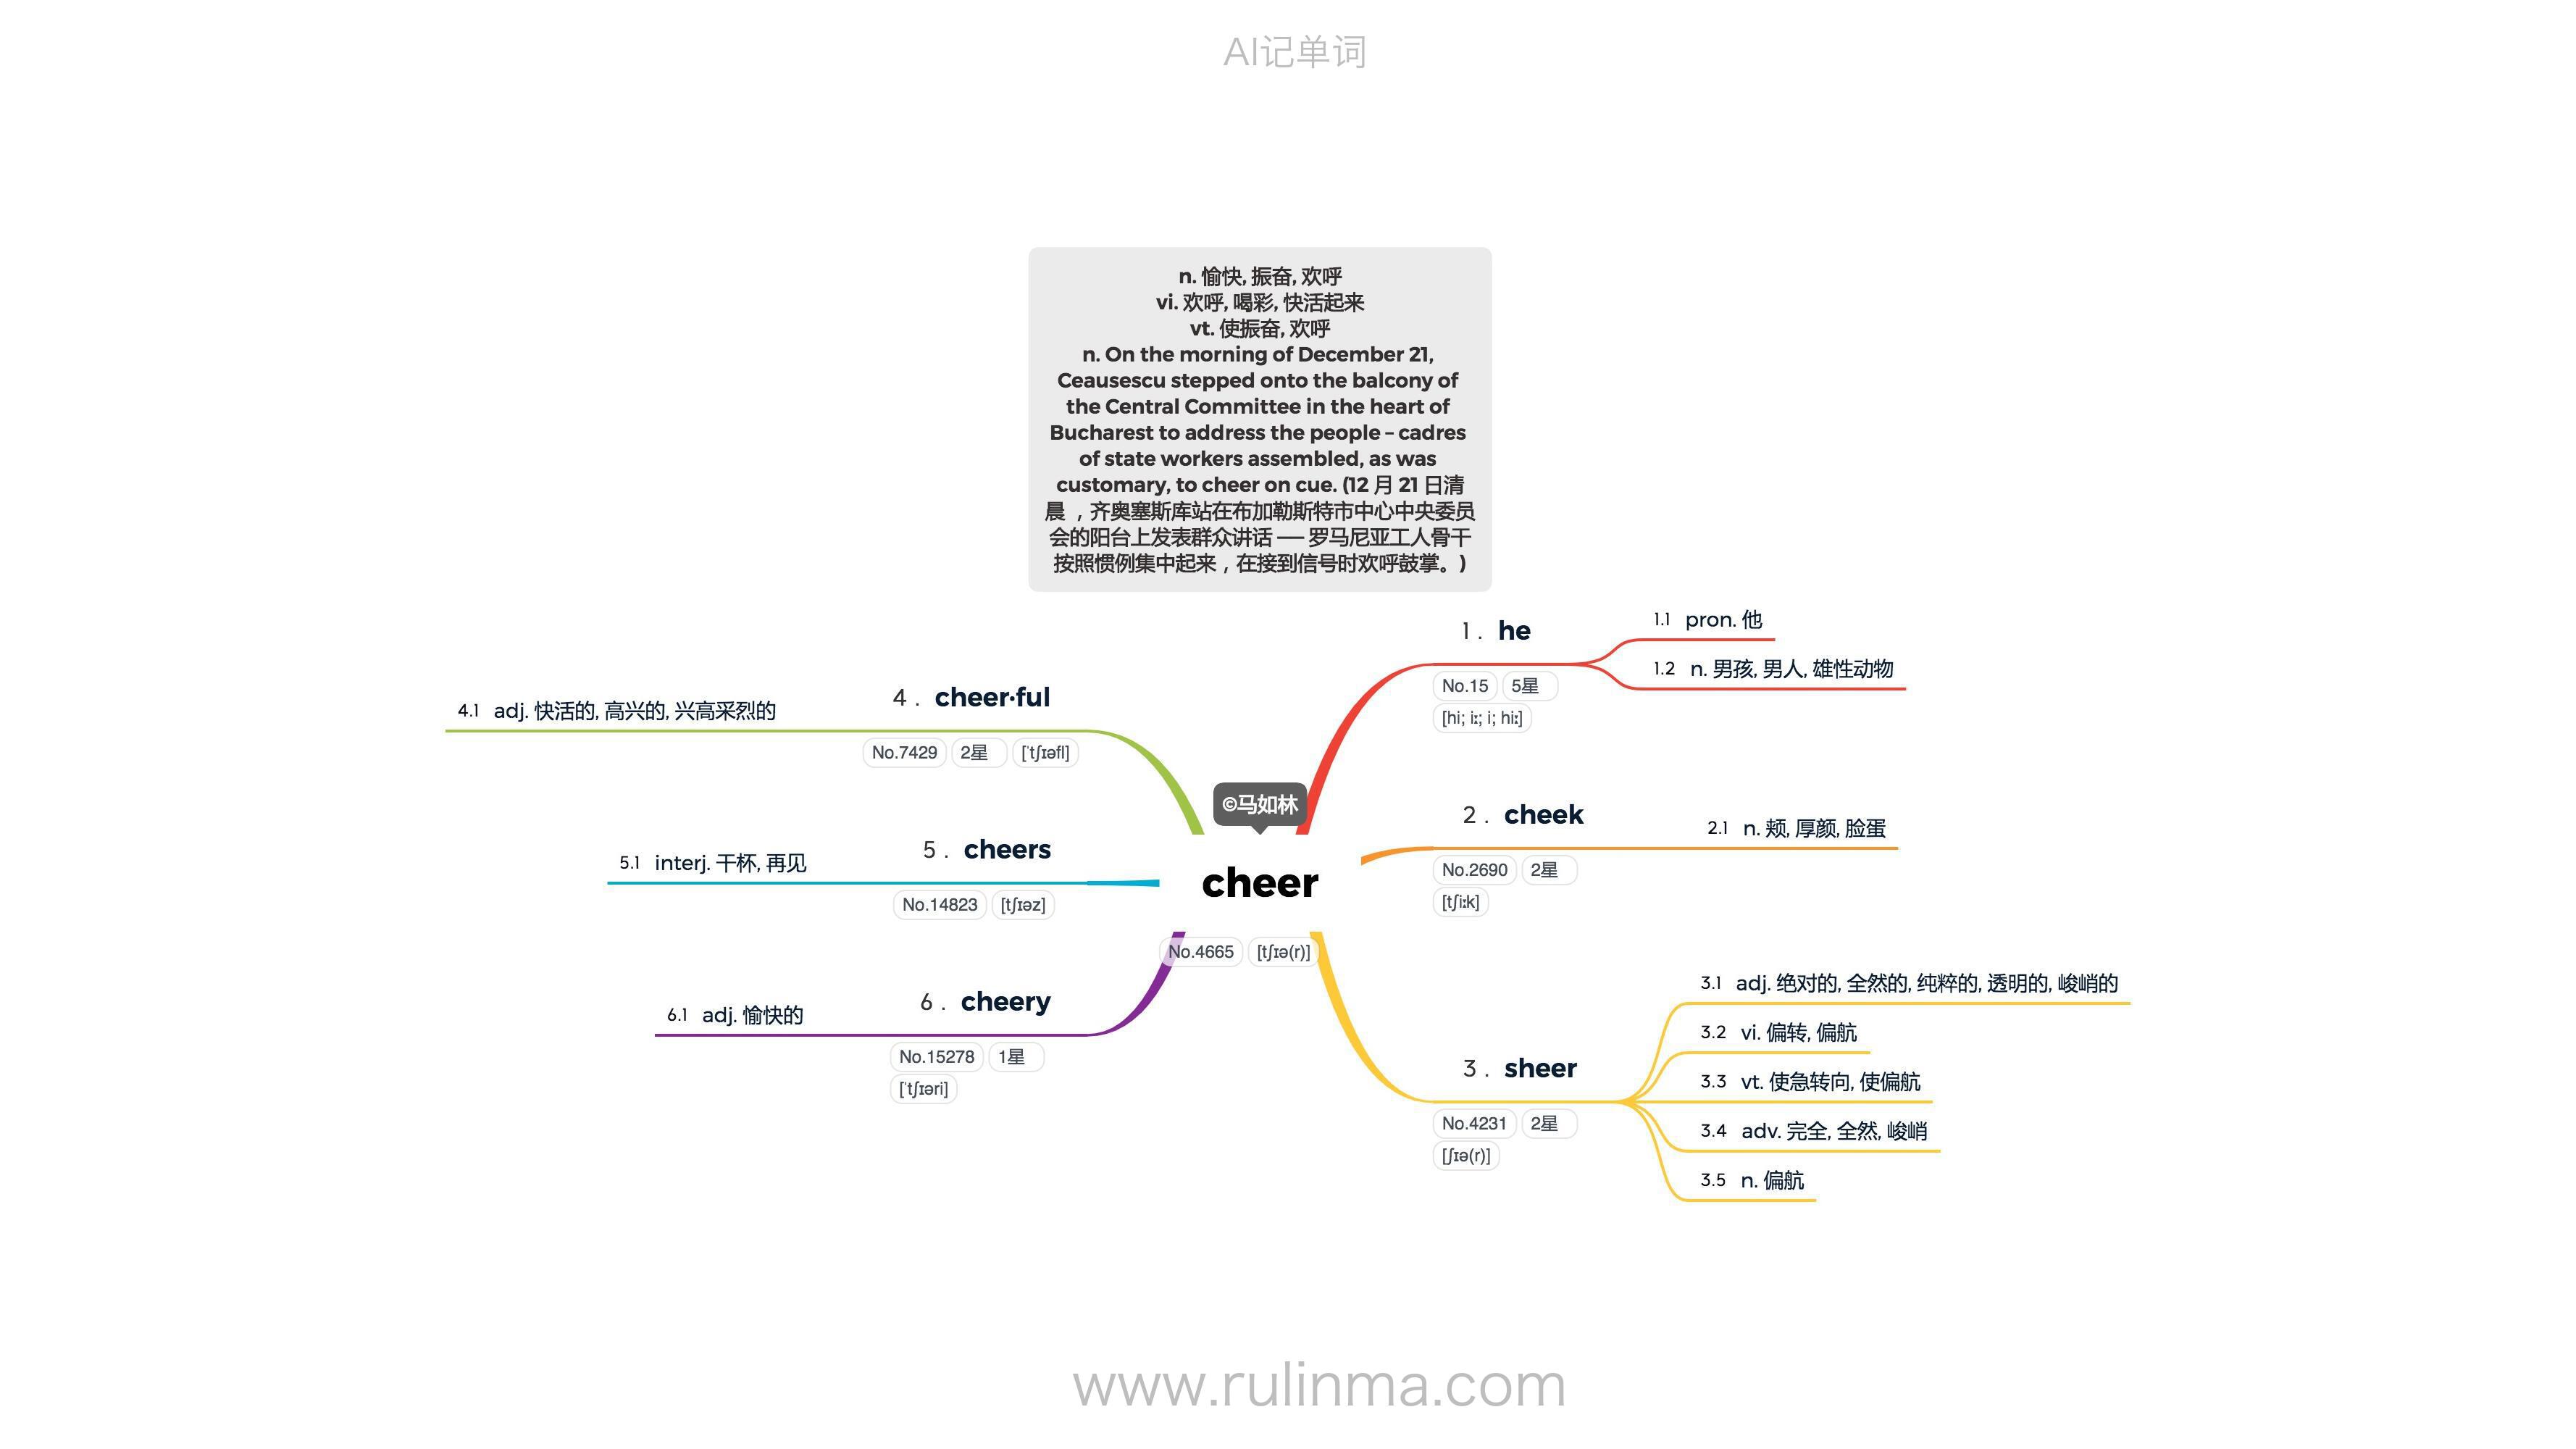 AI记单词
n. 愉快, 振奋, 欢呼
vi. 欢呼, 喝彩, 快活起来
vt. 使振奋, 欢呼
n. On the morning of December 21,
Ceausescu stepped onto the balcony of
the Central Committee in the heart of
Bucharest to address the people – cadres
of state workers assembled, as was
customary, to cheer on cue. (12 月 21 日清
晨 ，齐奥塞斯库站在布加勒斯特市中心中央委员
会的阳台上发表群众讲话 —— 罗马尼亚工人骨干
按照惯例集中起来，在接到信号时欢呼鼓掌。)
©马如林
cheer
No.4665 [tʃɪə(r)]
1 . he
No.15 5星
[hi; iː; i; hiː]
1.1 pron. 他
1.2 n. 男孩, 男人, 雄性动物
2 . cheek
No.2690 2星
[tʃiːk]
2.1 n. 颊, 厚颜, 脸蛋
3 . sheer
No.4231 2星
[ʃɪə(r)]
3.1 adj. 绝对的, 全然的, 纯粹的, 透明的, 峻峭的
3.2 vi. 偏转, 偏航
3.3 vt. 使急转向, 使偏航
3.4 adv. 完全, 全然, 峻峭
3.5 n. 偏航
4 . cheer·ful
No.7429 2星 [ˈtʃɪəfl]
4.1 adj. 快活的, 高兴的, 兴高采烈的
5 . cheers
No.14823 [tʃɪəz]
5.1 interj. 干杯, 再见
6 . cheery
No.15278 1星
[ˈtʃɪəri]
6.1 adj. 愉快的
www.rulinma.com